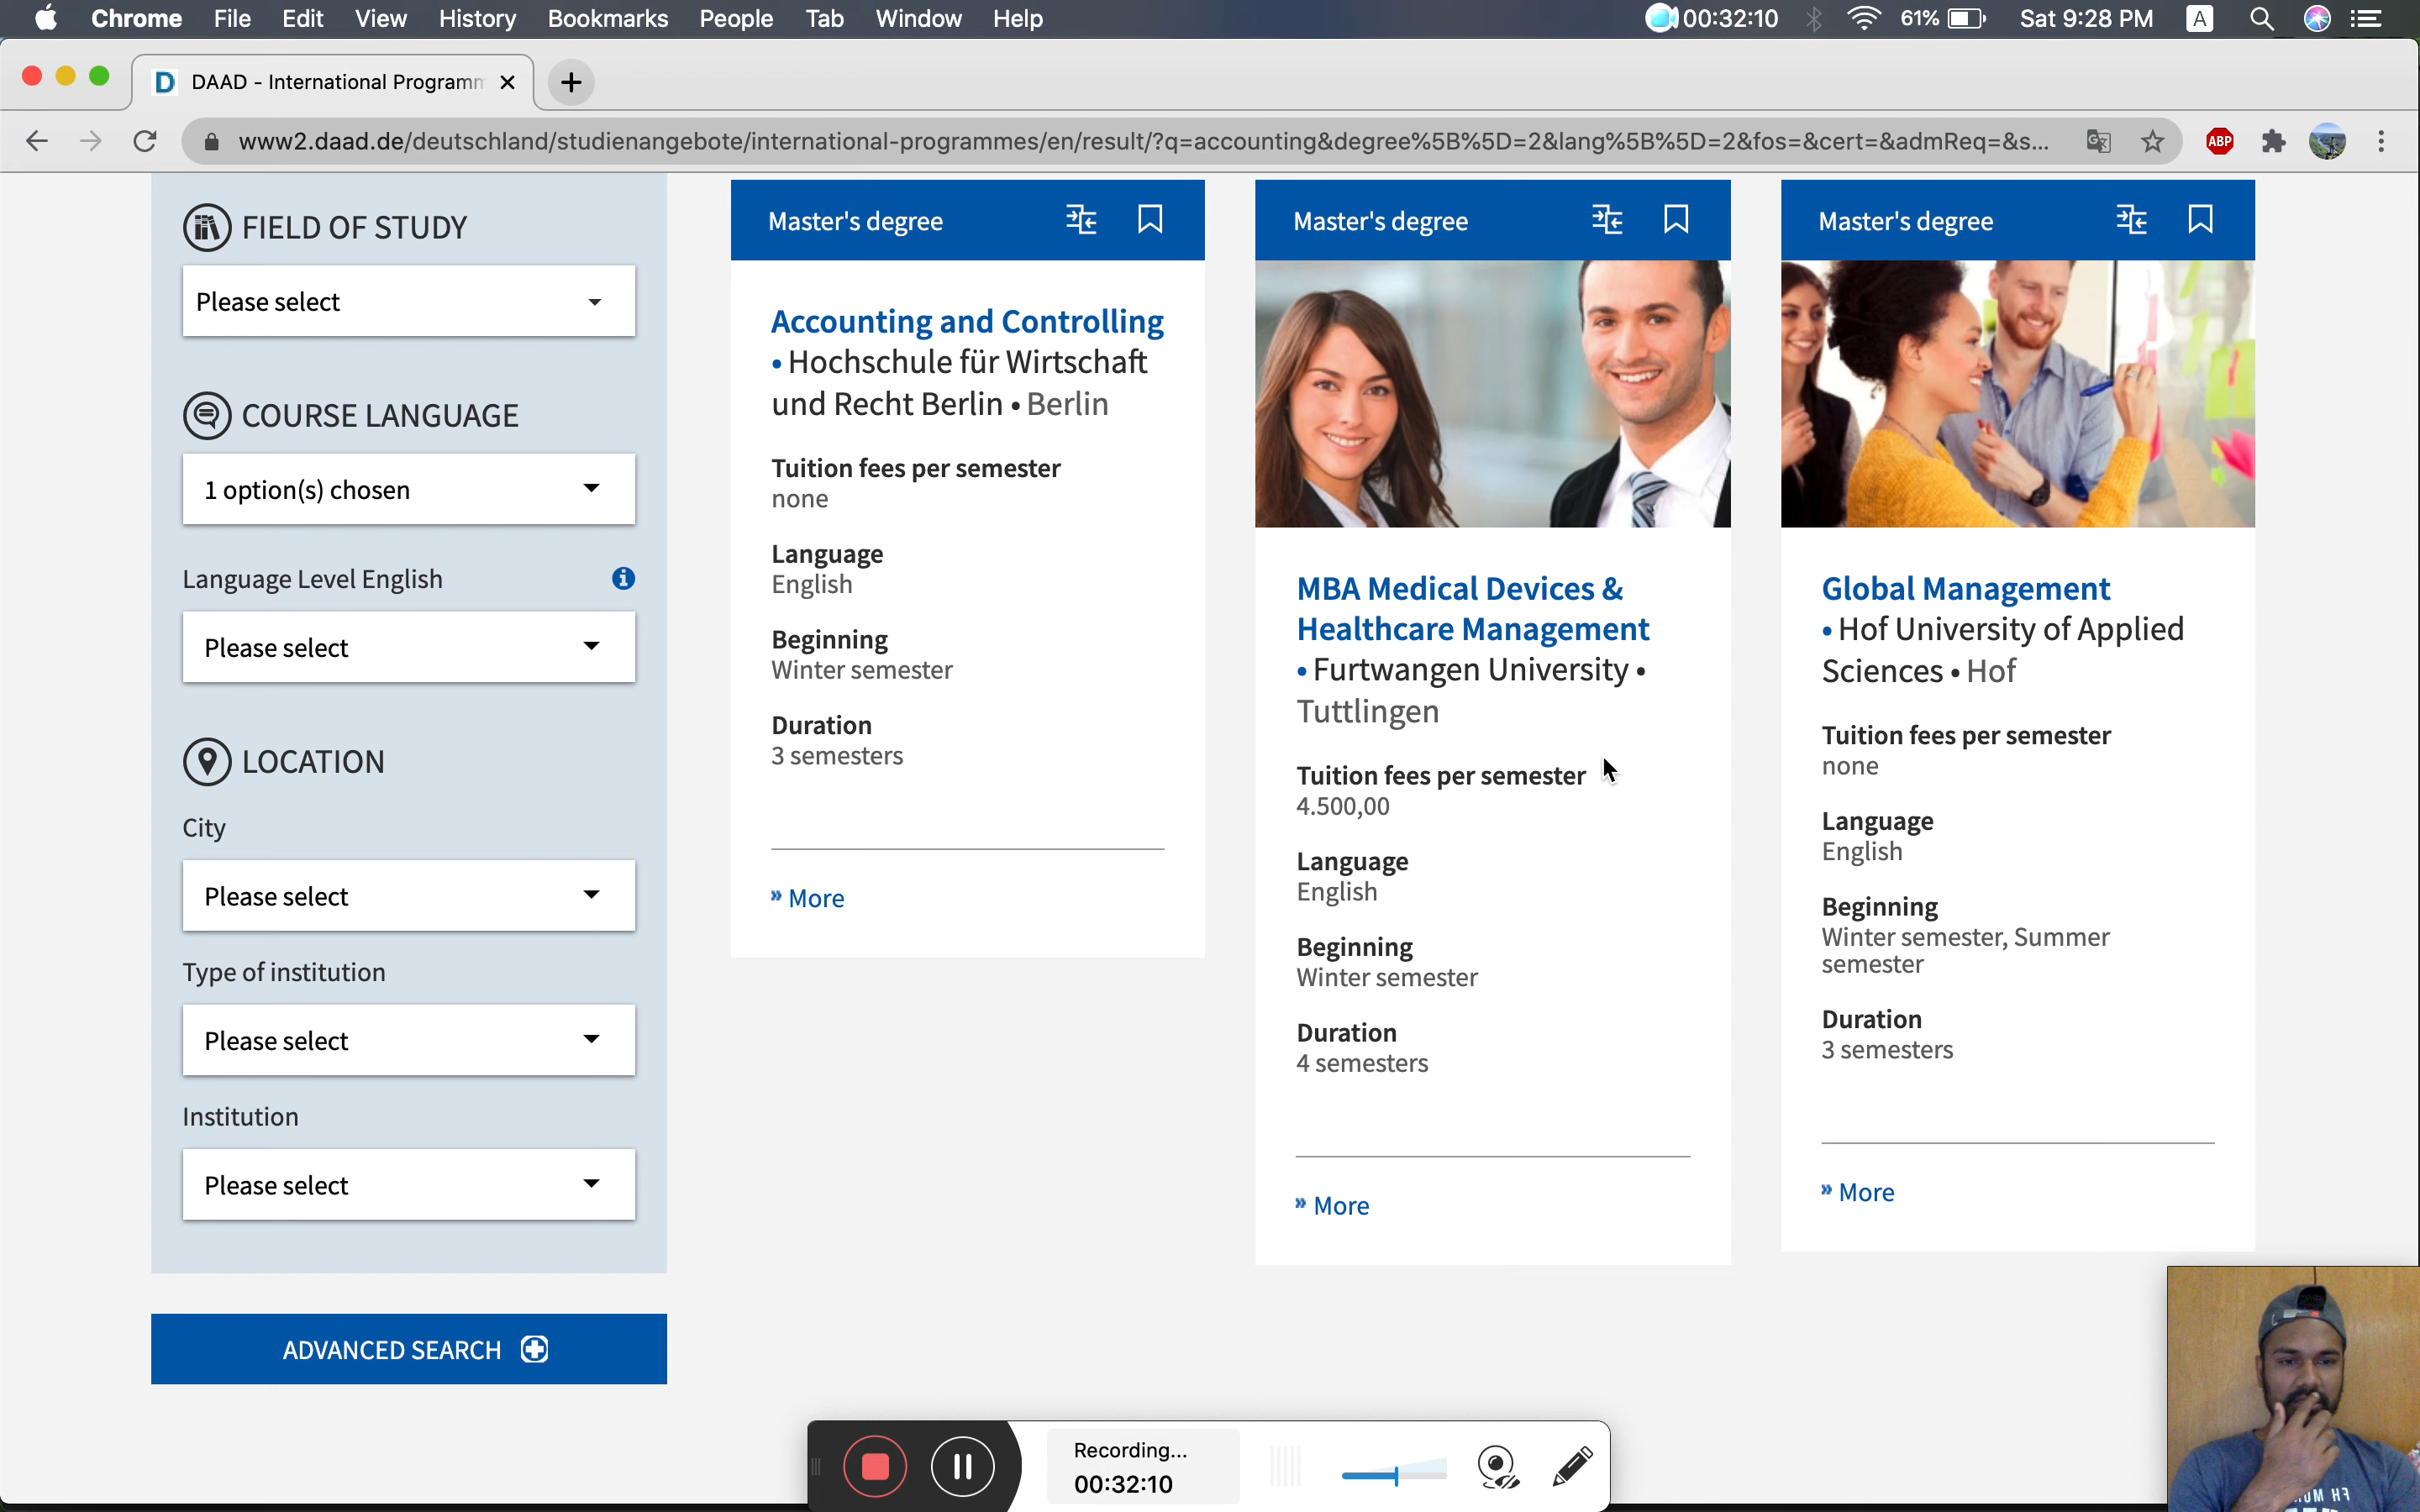 Chrome File Edit View History Bookmarks People Tab Window Help 00:32:10 61% Sat 9:28 PM A
DAAD - International Programm
www2.daad.de/deutschland/studienangebote/international-programmes/en/result/?q=accounting&degree%5B%5D=2&lang%5B%5D=2&fos=&cert=&admReq=&s...
ABP
FIELD OF STUDY
Please select
COURSE LANGUAGE
1 option(s) chosen
Language Level English
Please select
LOCATION
City
Please select
Type of institution
Please select
Institution
Please select
ADVANCED SEARCH
Master's degree
Accounting and Controlling
• Hochschule für Wirtschaft
und Recht Berlin • Berlin
Tuition fees per semester
none
Language
English
Beginning
Winter semester
Duration
3 semesters
» More
Master's degree
MBA Medical Devices &
Healthcare Management
• Furtwangen University •
Tuttlingen
Tuition fees per semester
4.500,00
Language
English
Beginning
Winter semester
Duration
4 semesters
» More
Master's degree
Global Management
• Hof University of Applied
Sciences • Hof
Tuition fees per semester
none
Language
English
Beginning
Winter semester, Summer
semester
Duration
3 semesters
» More
Recording...
00:32:10